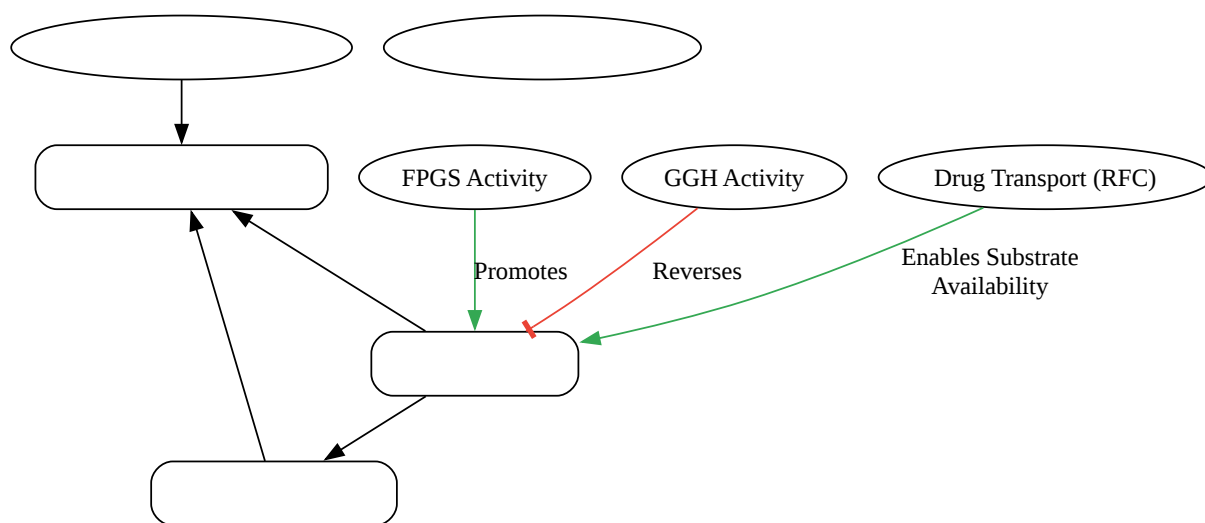 FPGS Activity
GGH Activity
Drug Transport (RFC)
Promotes
Reverses
Enables Substrate
Availability